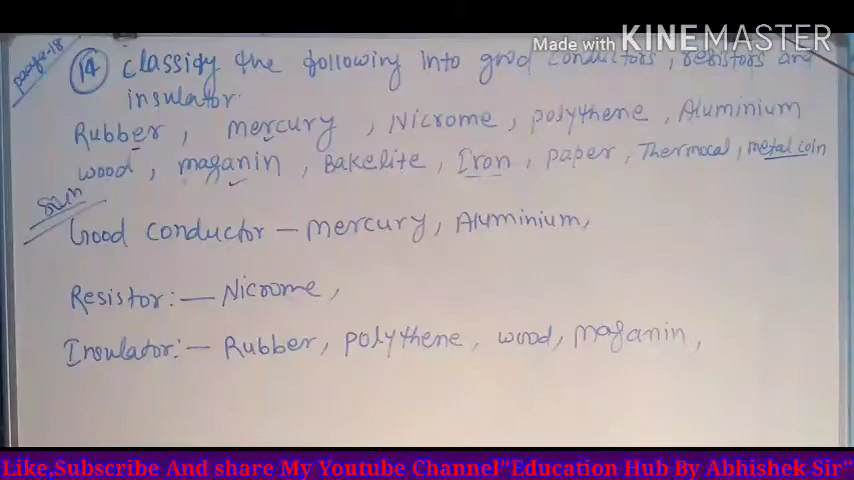 Made with KINEMASTER
page-18
14 Classify the following into good conductors, resistors and
insulator.
Rubber, mercury, Nicrome, polythene, Aluminium
wood, maganin, Bakelite, Iron, paper, Thermocal, metal coin
Soln
Good conductor - mercury, Aluminium,
Resistor:- Nicrome,
Insulator:- Rubber, polythene, wood, maganin,
Like,Subscribe And share My Youtube Channel"Education Hub By Abhishek Sir"